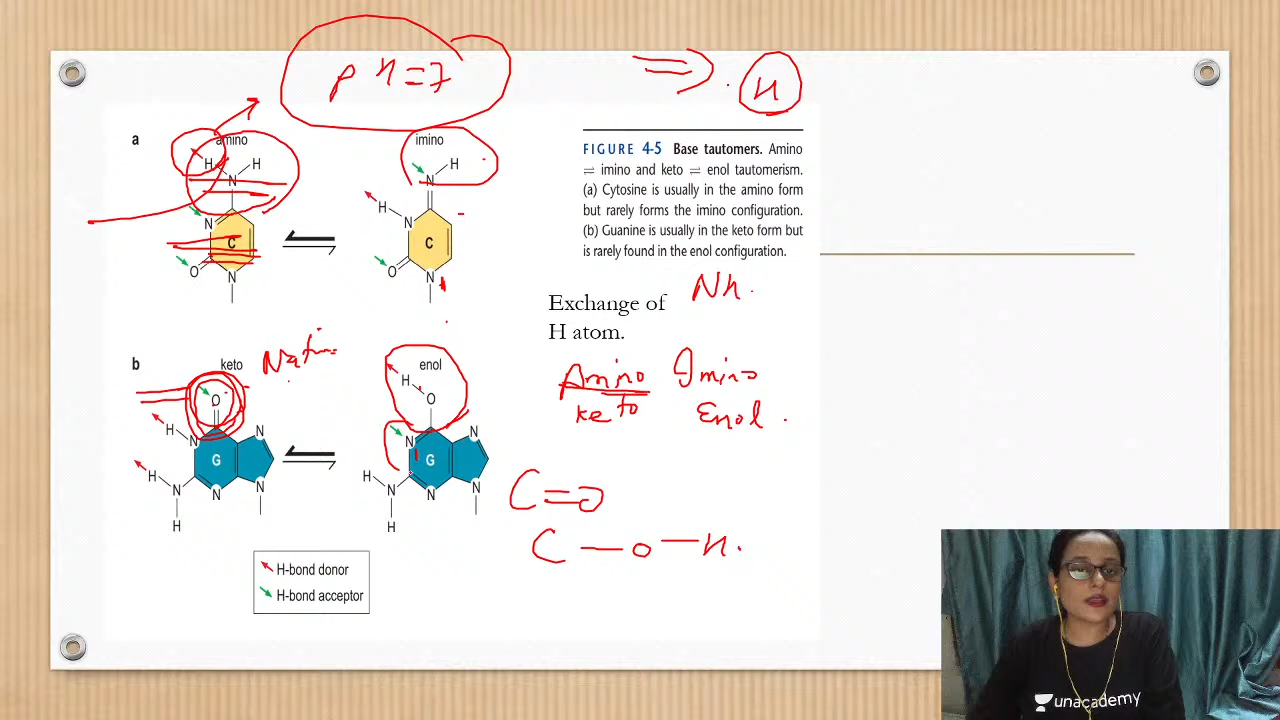 pH=7
H
a
amino
imino
H
H
N
N
H
N
H
N
C
C
O
N
O
N
FIGURE 4-5 Base tautomers. Amino
⇌ imino and keto ⇌ enol tautomerism.
(a) Cytosine is usually in the amino form
but rarely forms the imino configuration.
(b) Guanine is usually in the keto form but
is rarely found in the enol configuration.
Exchange of
H atom.
NH
Amino Imino
keto Enol
C=O
C—O—H
b
keto
enol
O
H
O
H
N
N
N
N
G
G
H
N
N
N
H
N
N
N
H
H
H-bond donor
H-bond acceptor
unacademy